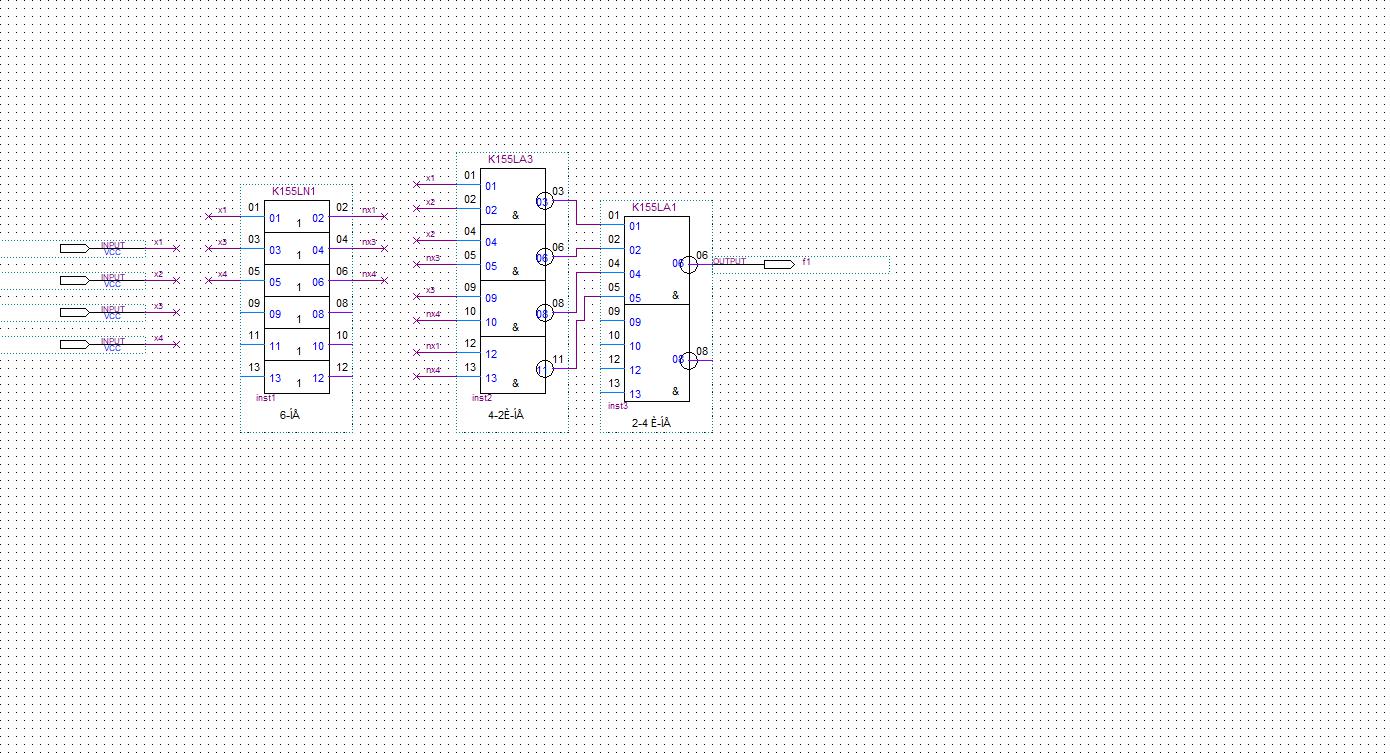 INPUT
VCC
x1
INPUT
VCC
x2
INPUT
VCC
x3
INPUT
VCC
x4
K155LN1
x1 01 01 1 02 02 nx1
x3 03 03 1 04 04 nx3
x4 05 05 1 06 06 nx4
09 09 1 08 08
11 11 1 10 10
13 13 1 12 12
inst1
6-ÍÅ
K155LA3
x1 01 01
x2 02 02 & 03 03
x2 04 04
nx3 05 05 & 06 06
x3 09 09
nx4 10 10 & 08 08
nx1 12 12
nx4 13 13 & 11 11
inst2
4-2È-ÍÅ
K155LA1
01 01
02 02
04 04
05 05 & 06 06
09 09
10 10
12 12
13 13 & 08 08
inst3
2-4 È-ÍÅ
OUTPUT f1